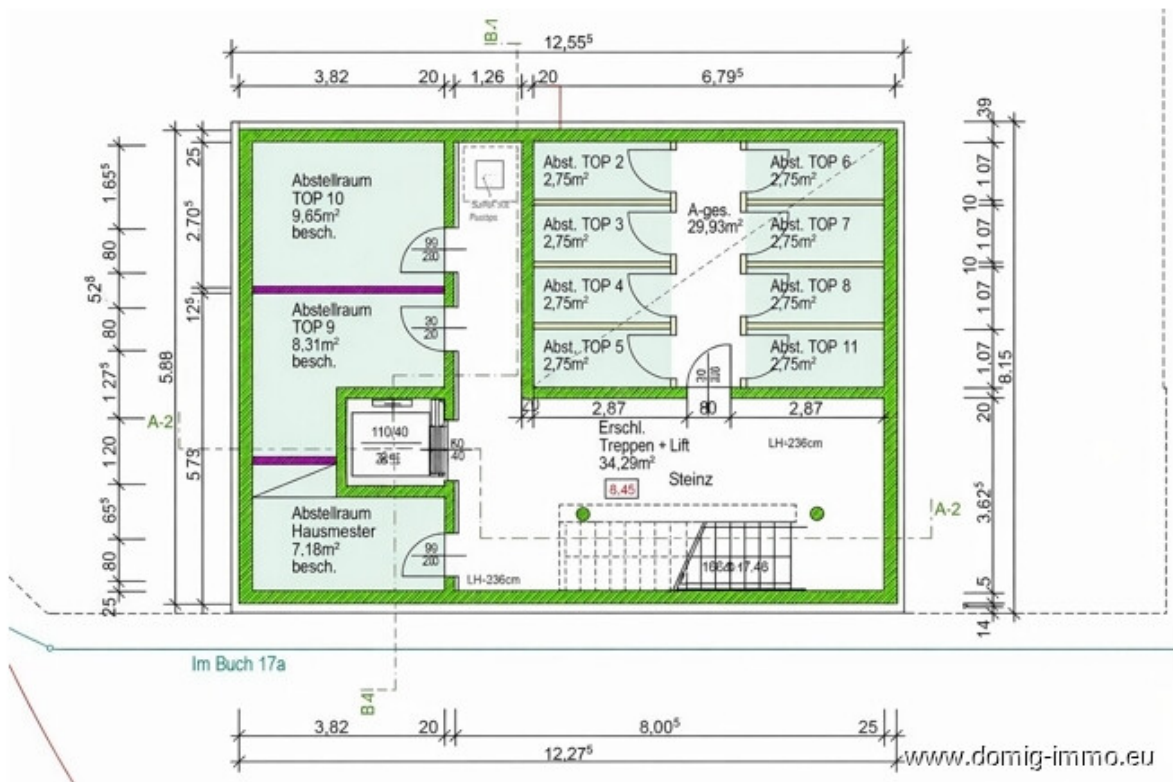 B-1
12,55⁵
3,82 20 1,26 20 6,79⁵
39
25
1 65⁵
2.70⁵
80
52⁸
12⁵
80
5.88
1 27⁵
A-2
1 20
5 73
65⁵
80
25
Abstellraum
TOP 10
9,65m²
besch.
Abstellraum
TOP 9
8,31m²
besch.
110/40
Abstellraum
Hausmester
7.18m²
besch.
Abst. TOP 2
2,75m²
Abst. TOP 3
2,75m²
Abst. TOP 4
2,75m²
Abst. TOP 5
2,75m²
A-ges.
29,93m²
Abst. TOP 6
2,75m²
Abst. TOP 7
2,75m²
Abst. TOP 8
2,75m²
Abst. TOP 11
2,75m²
1 07
10
1 07
10
1 07
1,07
8.15
20
3.62⁵
5
14
2,87 80 2,87
Erschl.
Treppen + Lift
34,29m²
LH=236cm
Steinz
8,45
A-2
LH=236cm
Im Buch 17a
B-1
3,82 20 8,00⁵ 25
12,27⁵
www.domig-immo.eu